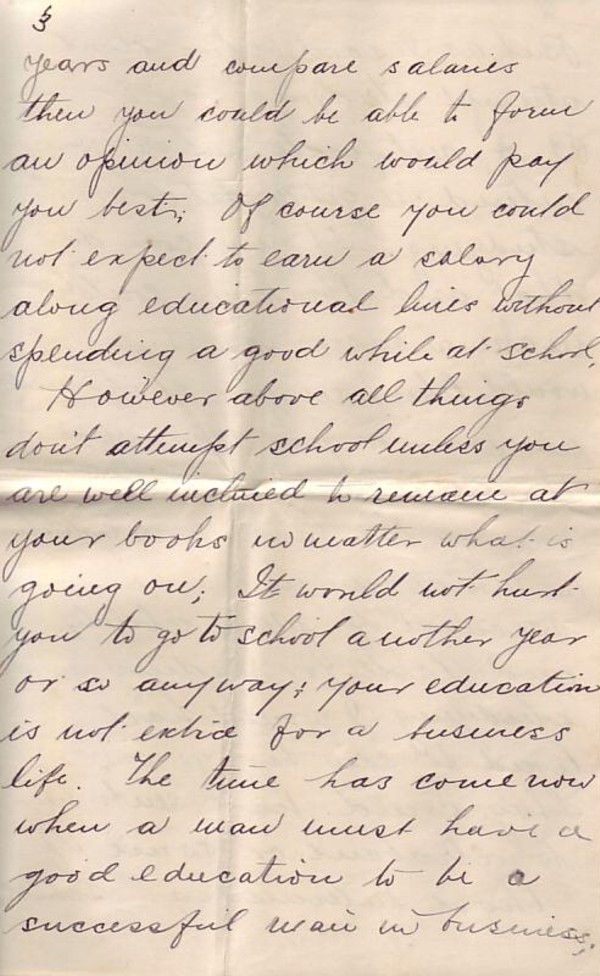 3
years and compare salaries
then you could be able to form
an opinion which would pay
you best; Of course you could
not expect to earn a salary
along educational lines without
spending a good while at school,
However above all things
don't attempt school unless you
are well inclined to remain at
your books no matter what is
going on; It would not hurt
you to go to school another year
or so anyway; your education
is not extra for a business
life. The time has come now
when a man must have a
good education to be a
successful man in business;